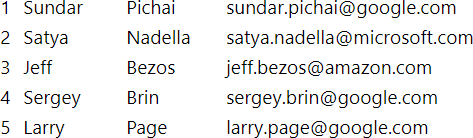 1 Sundar Pichai sundar.pichai@google.com
2 Satya Nadella satya.nadella@microsoft.com
3 Jeff Bezos jeff.bezos@amazon.com
4 Sergey Brin sergey.brin@google.com
5 Larry Page larry.page@google.com